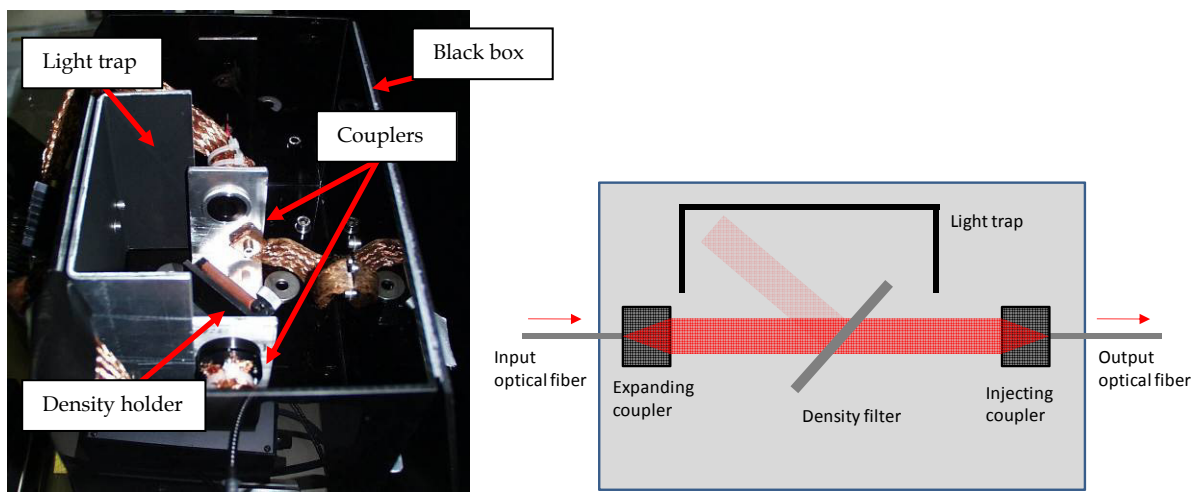 Light trap
Black box
Couplers
Density holder
Light trap
Input
optical fiber
Expanding
coupler
Density filter
Injecting
coupler
Output
optical fiber